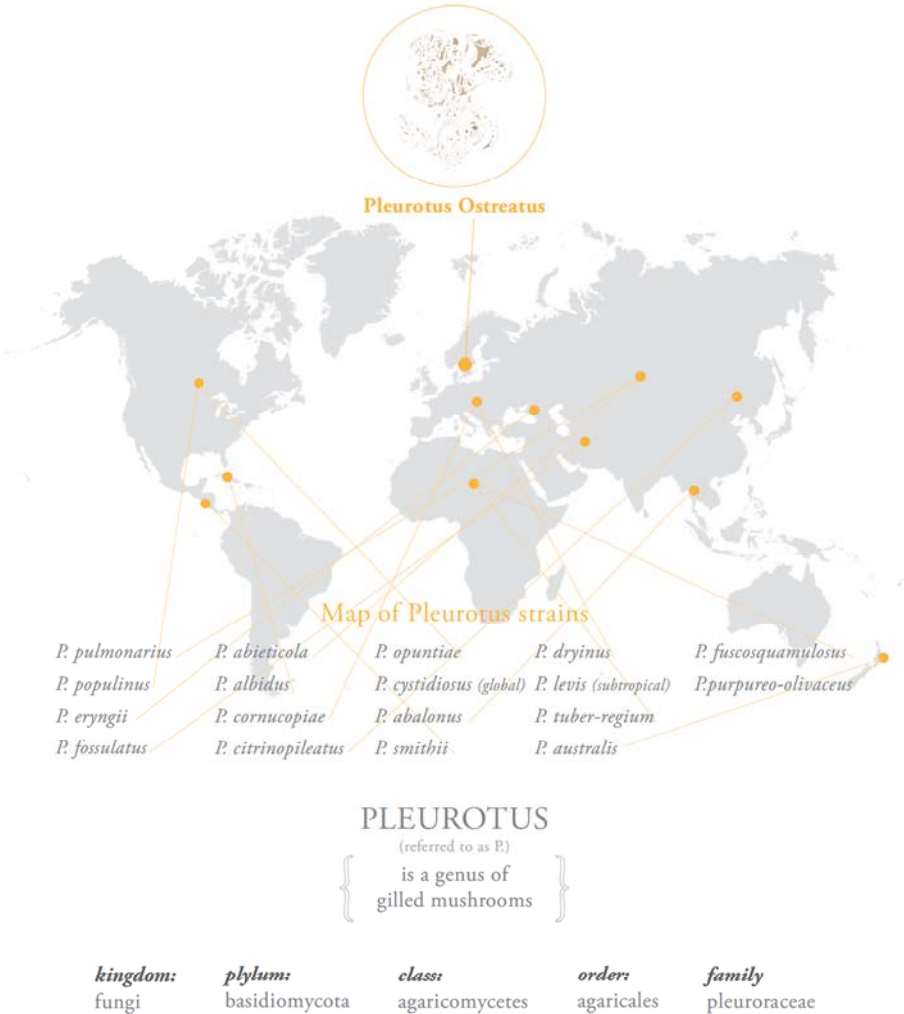 Pleurotus Ostreatus
Map of Pleurotus strains
P. pulmonarius P. abieticola P. opuntiae P. dryinus P. fuscosquamulosus
P. populinus P. albidus P. cystidiosus (global) P. levis (subtropical) P.purpureo-olivaceus
P. eryngii P. cornucopiae P. abalonus P. tuber-regium
P. fossulatus P. citrinopileatus P. smithii P. australis
PLEUROTUS
(referred to as P.)
is a genus of
gilled mushrooms
kingdom: plylum: class: order: family
fungi basidiomycota agaricomycetes agaricales pleuroraceae